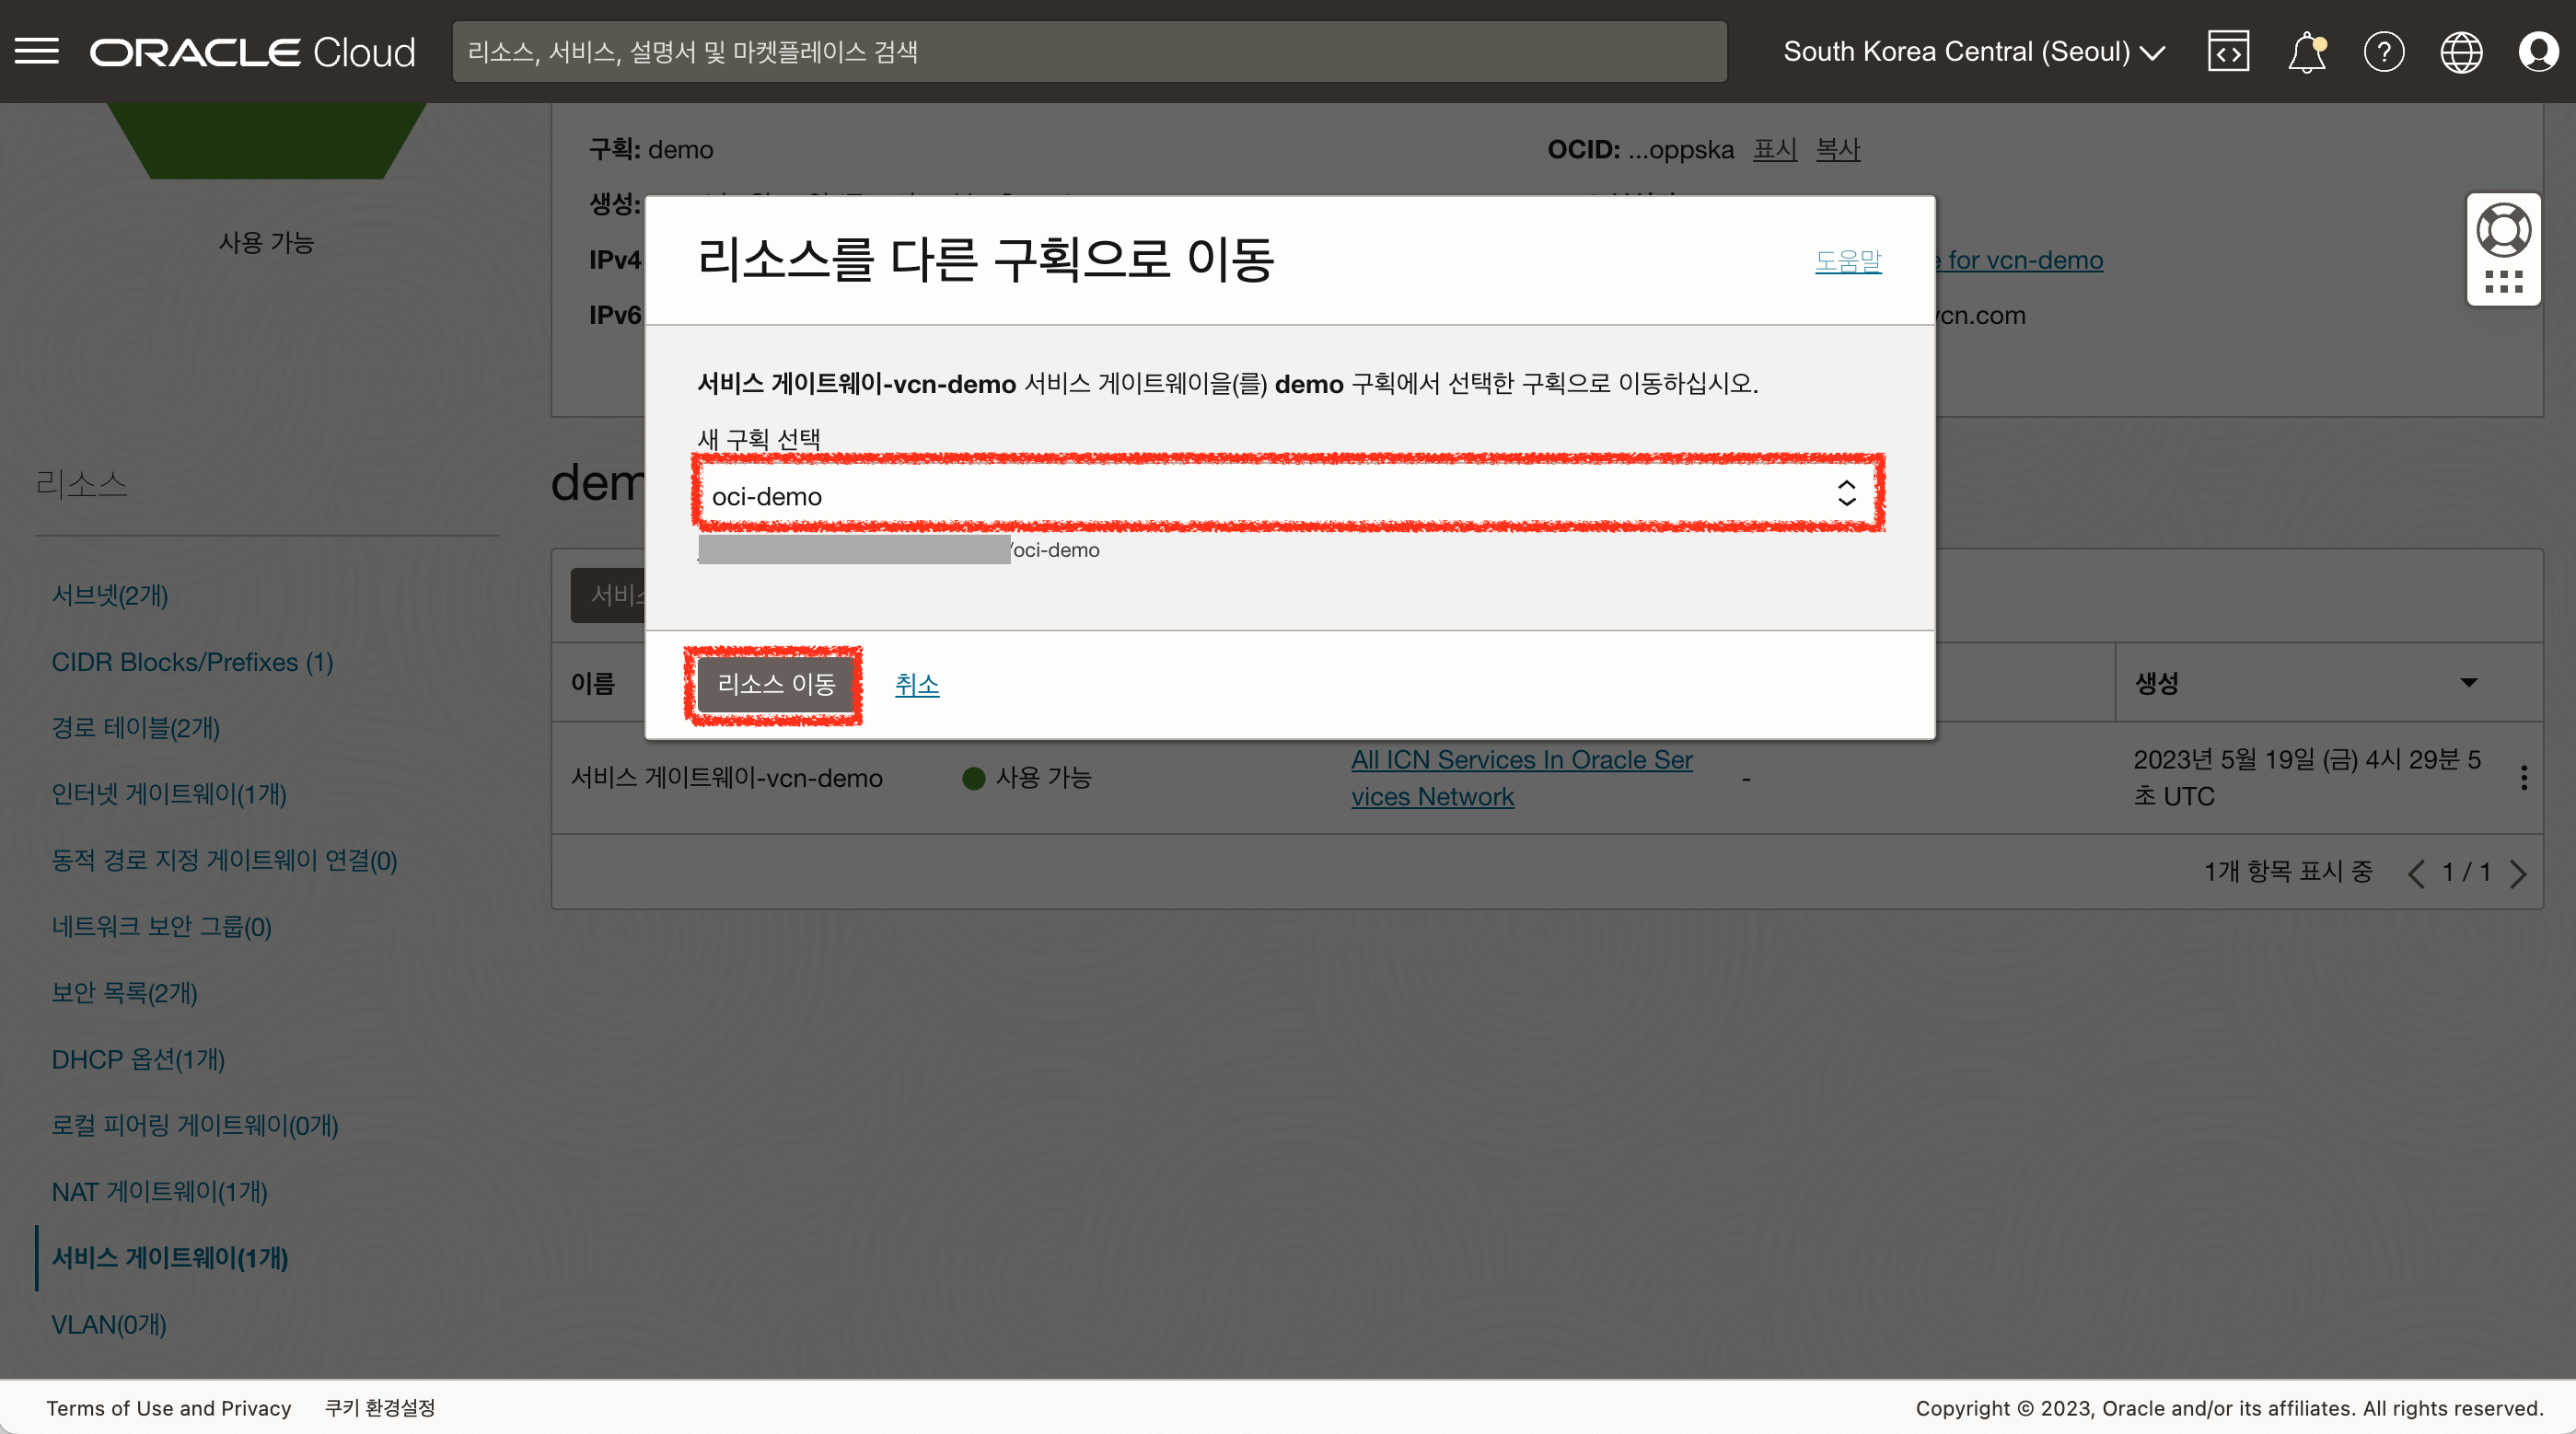 ORACLE Cloud
리소스, 서비스, 설명서 및 마켓플레이스 검색
South Korea Central (Seoul)
구획: demo
OCID: ...oppska 표시 복사
생성:
사용 가능
IPv4
e for vcn-demo
IPv6
vcn.com
리소스를 다른 구획으로 이동
도움말
서비스 게이트웨이-vcn-demo 서비스 게이트웨이을(를) demo 구획에서 선택한 구획으로 이동하십시오.
새 구획 선택
oci-demo
/oci-demo
리소스 이동
취소
리소스
서브넷(2개)
CIDR Blocks/Prefixes (1)
경로 테이블(2개)
인터넷 게이트웨이(1개)
동적 경로 지정 게이트웨이 연결(0)
네트워크 보안 그룹(0)
보안 목록(2개)
DHCP 옵션(1개)
로컬 피어링 게이트웨이(0개)
NAT 게이트웨이(1개)
서비스 게이트웨이(1개)
VLAN(0개)
dem
서비스
이름
생성
서비스 게이트웨이-vcn-demo
사용 가능
All ICN Services In Oracle Ser
vices Network
-
2023년 5월 19일 (금) 4시 29분 5
초 UTC
1개 항목 표시 중
1 / 1
Terms of Use and Privacy
쿠키 환경설정
Copyright © 2023, Oracle and/or its affiliates. All rights reserved.